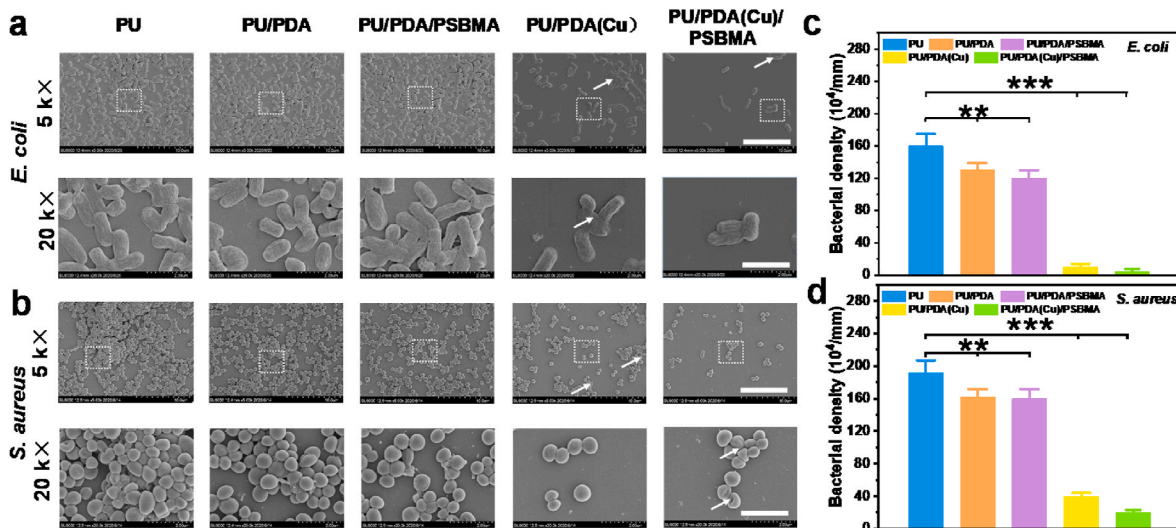 a
PU
PU/PDA
PU/PDA/PSBMA
PU/PDA(Cu)
PU/PDA(Cu)/
PSBMA
E. coli
5 k×
20 k×
b
S. aureus
5 k×
20 k×
c
E. coli
PU
PU/PDA
PU/PDA/PSBMA
PU/PDA(Cu)
PU/PDA(Cu)/PSBMA
***
**
Bacterial density (10⁴/mm)
280
240
200
160
120
80
40
0
d
S. aureus
PU
PU/PDA
PU/PDA/PSBMA
PU/PDA(Cu)
PU/PDA(Cu)/PSBMA
***
**
Bacterial density (10⁴/mm)
280
240
200
160
120
80
40
0